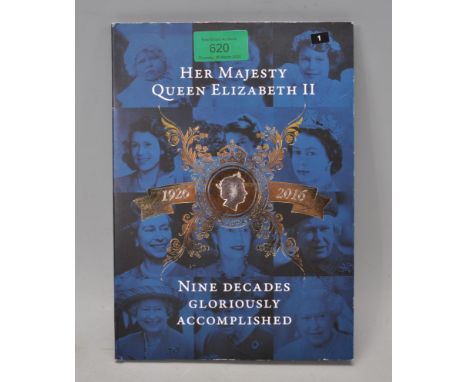 620
1
HER MAJESTY
QUEEN ELIZABETH II
1926 2016
NINE DECADES
GLORIOUSLY
ACCOMPLISHED